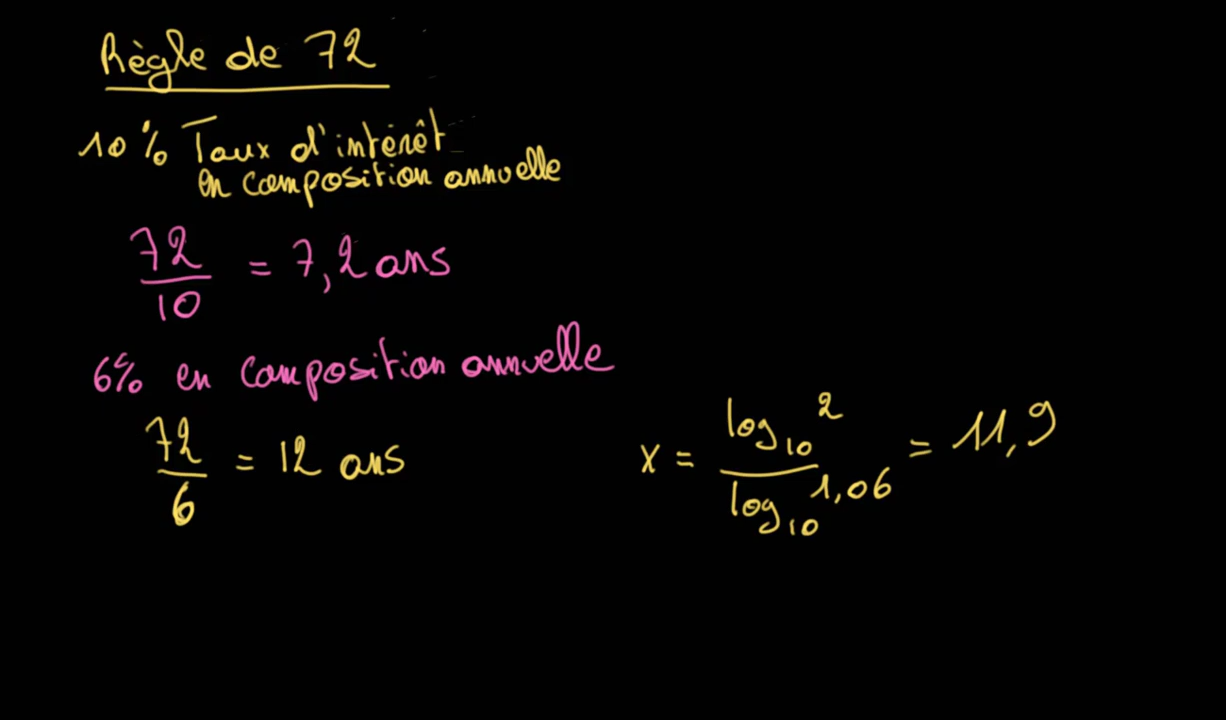 Règle de 72
10% Taux d'intérêt
en composition annuelle
72/10 = 7,2 ans
6% en composition annuelle
72/6 = 12 ans
x = log₁₀ 2 / log₁₀ 1,06 = 11,9